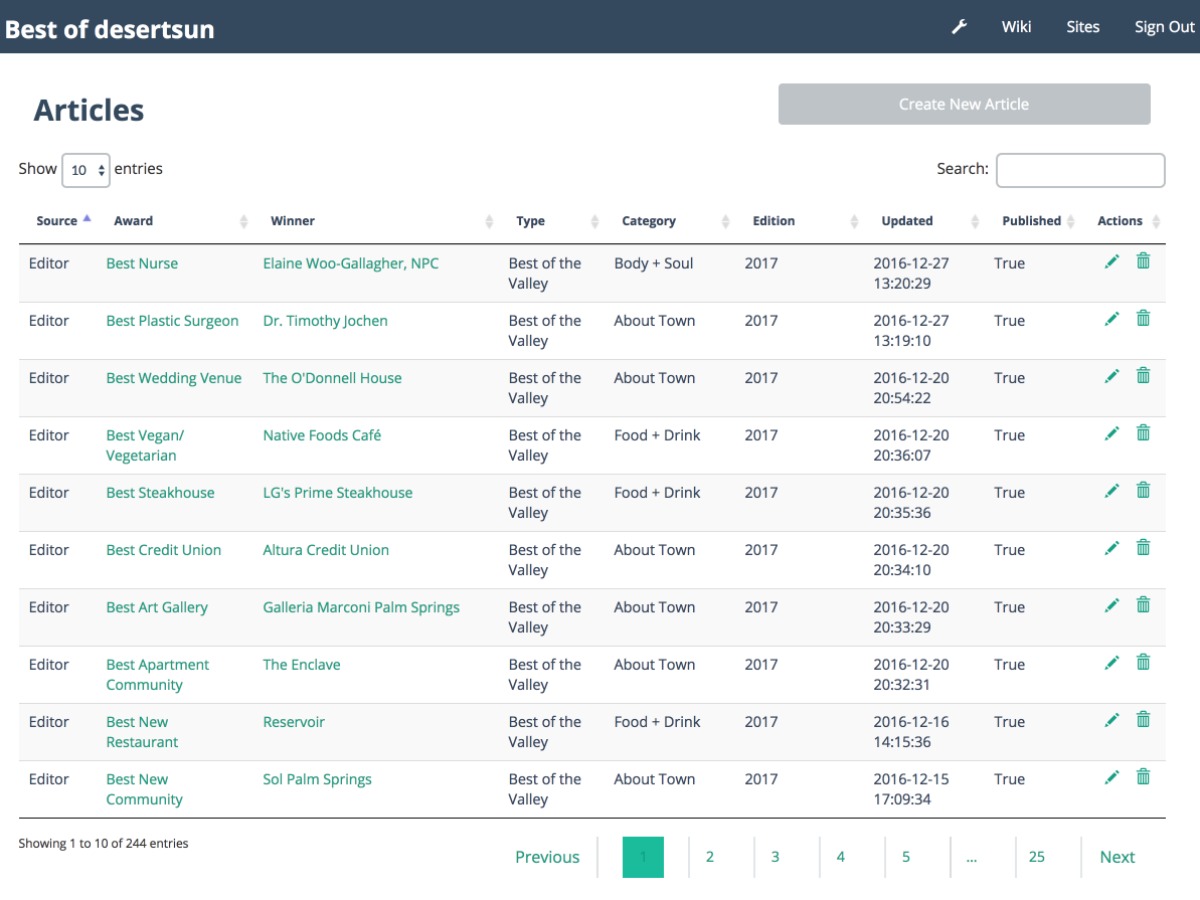 Best of desertsun Wiki Sites Sign Out
Articles
Create New Article
Show 10 entries Search:
Source Award Winner Type Category Edition Updated Published Actions
Editor Best Nurse Elaine Woo-Gallagher, NPC Best of the Body + Soul 2017 2016-12-27 True
Valley 13:20:29
Editor Best Plastic Surgeon Dr. Timothy Jochen Best of the About Town 2017 2016-12-27 True
Valley 13:19:10
Editor Best Wedding Venue The O'Donnell House Best of the About Town 2017 2016-12-20 True
Valley 20:54:22
Editor Best Vegan/ Native Foods Café Best of the Food + Drink 2017 2016-12-20 True
Vegetarian Valley 20:36:07
Editor Best Steakhouse LG's Prime Steakhouse Best of the Food + Drink 2017 2016-12-20 True
Valley 20:35:36
Editor Best Credit Union Altura Credit Union Best of the About Town 2017 2016-12-20 True
Valley 20:34:10
Editor Best Art Gallery Galleria Marconi Palm Springs Best of the About Town 2017 2016-12-20 True
Valley 20:33:29
Editor Best Apartment The Enclave Best of the About Town 2017 2016-12-20 True
Community Valley 20:32:31
Editor Best New Reservoir Best of the Food + Drink 2017 2016-12-16 True
Restaurant Valley 14:15:36
Editor Best New Sol Palm Springs Best of the About Town 2017 2016-12-15 True
Community Valley 17:09:34
Showing 1 to 10 of 244 entries
Previous 1 2 3 4 5 ... 25 Next